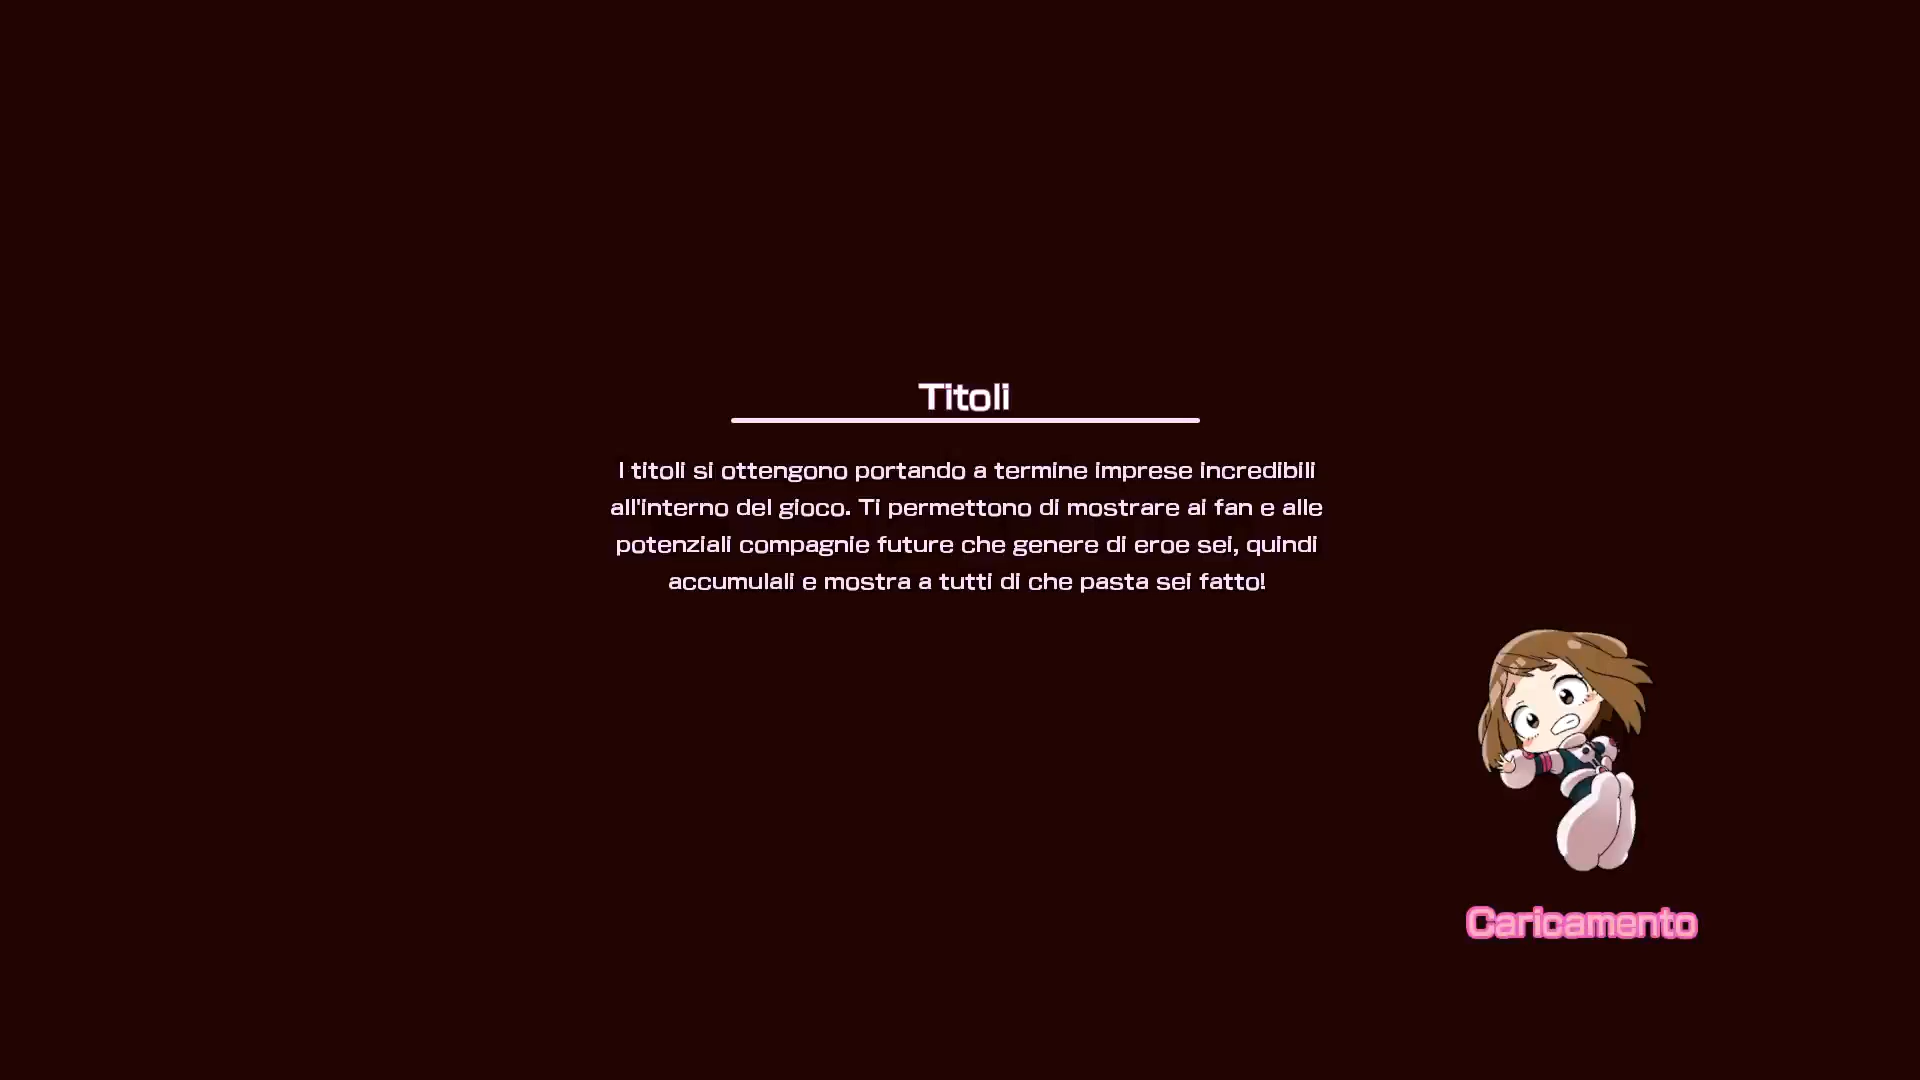 Titoli
I titoli si ottengono portando a termine imprese incredibili
all'interno del gioco. Ti permettono di mostrare ai fan e alle
potenziali compagnie future che genere di eroe sei, quindi
accumulali e mostra a tutti di che pasta sei fatto!
Caricamento